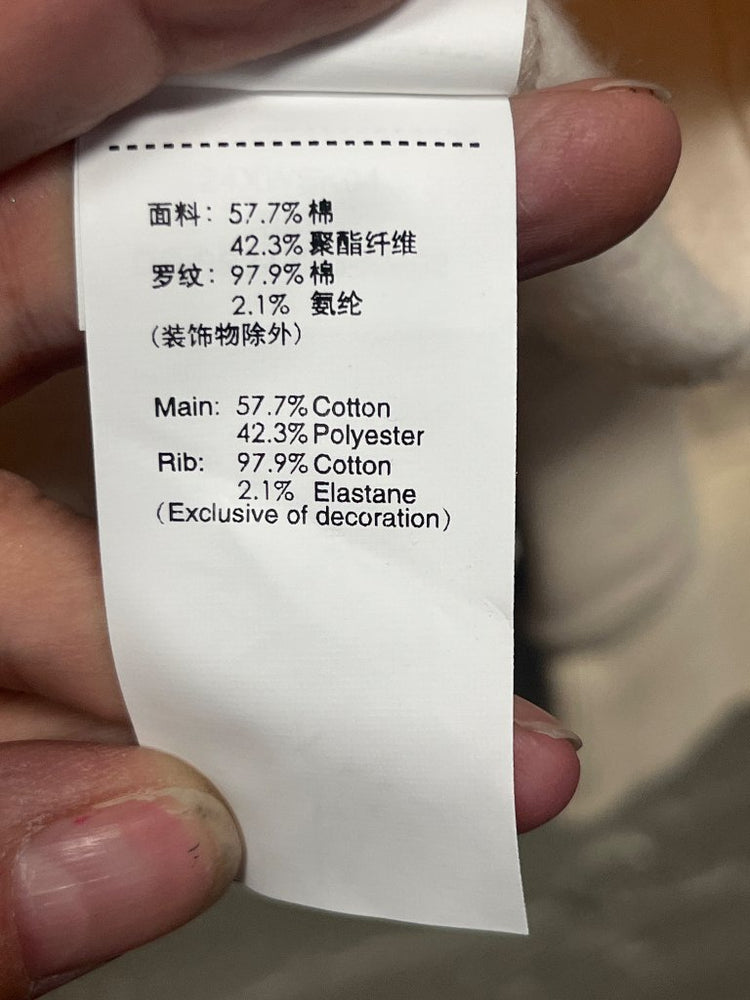 面料：57.7%棉
42.3%聚酯纤维
罗纹：97.9%棉
2.1% 氨纶
（装饰物除外）
Main: 57.7% Cotton
42.3% Polyester
Rib: 97.9% Cotton
2.1% Elastane
（Exclusive of decoration）